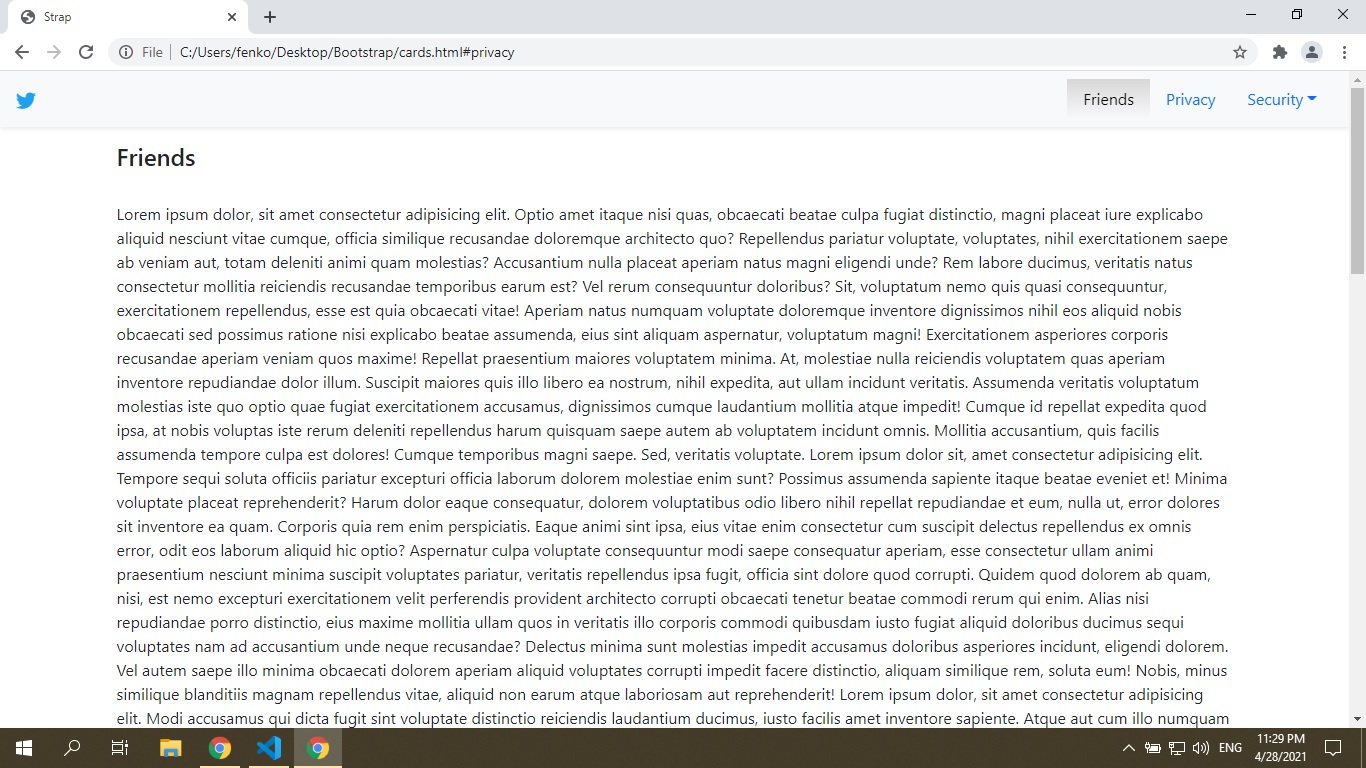 Strap
File
C:/Users/fenko/Desktop/Bootstrap/cards.html#privacy
Friends Privacy Security
Friends
Lorem ipsum dolor, sit amet consectetur adipisicing elit. Optio amet itaque nisi quas, obcaecati beatae culpa fugiat distinctio, magni placeat iure explicabo
aliquid nesciunt vitae cumque, officia similique recusandae doloremque architecto quo? Repellendus pariatur voluptate, voluptates, nihil exercitationem saepe
ab veniam aut, totam deleniti animi quam molestias? Accusantium nulla placeat aperiam natus magni eligendi unde? Rem labore ducimus, veritatis natus
consectetur mollitia reiciendis recusandae temporibus earum est? Vel rerum consequuntur doloribus? Sit, voluptatum nemo quis quasi consequuntur,
exercitationem repellendus, esse est quia obcaecati vitae! Aperiam natus numquam voluptate doloremque inventore dignissimos nihil eos aliquid nobis
obcaecati sed possimus ratione nisi explicabo beatae assumenda, eius sint aliquam aspernatur, voluptatum magni! Exercitationem asperiores corporis
recusandae aperiam veniam quos maxime! Repellat praesentium maiores voluptatem minima. At, molestiae nulla reiciendis voluptatem quas aperiam
inventore repudiandae dolor illum. Suscipit maiores quis illo libero ea nostrum, nihil expedita, aut ullam incidunt veritatis. Assumenda veritatis voluptatum
molestias iste quo optio quae fugiat exercitationem accusamus, dignissimos cumque laudantium mollitia atque impedit! Cumque id repellat expedita quod
ipsa, at nobis voluptas iste rerum deleniti repellendus harum quisquam saepe autem ab voluptatem incidunt omnis. Mollitia accusantium, quis facilis
assumenda tempore culpa est dolores! Cumque temporibus magni saepe. Sed, veritatis voluptate. Lorem ipsum dolor sit, amet consectetur adipisicing elit.
Tempore sequi soluta officiis pariatur excepturi officia laborum dolorem molestiae enim sunt? Possimus assumenda sapiente itaque beatae eveniet et! Minima
voluptate placeat reprehenderit? Harum dolor eaque consequatur, dolorem voluptatibus odio libero nihil repellat repudiandae et eum, nulla ut, error dolores
sit inventore ea quam. Corporis quia rem enim perspiciatis. Eaque animi sint ipsa, eius vitae enim consectetur cum suscipit delectus repellendus ex omnis
error, odit eos laborum aliquid hic optio? Aspernatur culpa voluptate consequuntur modi saepe consequatur aperiam, esse consectetur ullam animi
praesentium nesciunt minima suscipit voluptates pariatur, veritatis repellendus ipsa fugit, officia sint dolore quod corrupti. Quidem quod dolorem ab quam,
nisi, est nemo excepturi exercitationem velit perferendis provident architecto corrupti obcaecati tenetur beatae commodi rerum qui enim. Alias nisi
repudiandae porro distinctio, eius maxime mollitia ullam quos in veritatis illo corporis commodi quibusdam iusto fugiat aliquid doloribus ducimus sequi
voluptates nam ad accusantium unde neque recusandae? Delectus minima sunt molestias impedit accusamus doloribus asperiores incidunt, eligendi dolorem.
Vel autem saepe illo minima obcaecati dolorem aperiam aliquid voluptates corrupti impedit facere distinctio, aliquam similique rem, soluta eum! Nobis, minus
similique blanditiis magnam repellendus vitae, aliquid non earum atque laboriosam aut reprehenderit! Lorem ipsum dolor, sit amet consectetur adipisicing
elit. Modi accusamus qui dicta fugit sint voluptate distinctio reiciendis laudantium ducimus, iusto facilis amet inventore sapiente. Atque aut cum illo numquam
ENG
11:29 PM
4/28/2021